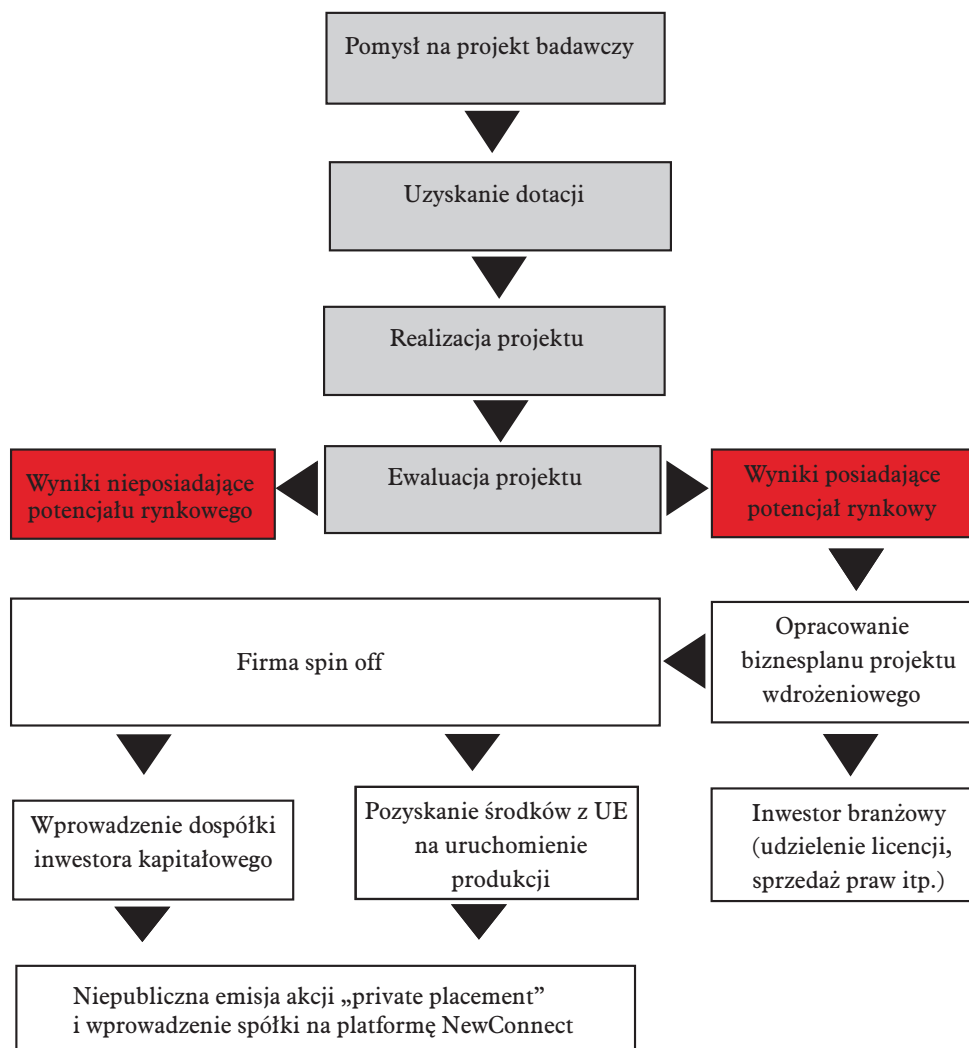 Pomysł na projekt badawczy
Uzyskanie dotacji
Realizacja projektu
Wyniki nieposiadające
potencjału rynkowego
Ewaluacja projektu
Wyniki posiadające
potencjał rynkowy
Firma spin off
Opracowanie
biznesplanu projektu
wdrożeniowego
Wprowadzenie dospółki
inwestora kapitałowego
Pozyskanie środków z UE
na uruchomienie
produkcji
Inwestor branżowy
(udzielenie licencji,
sprzedaż praw itp.)
Niepubliczna emisja akcji „private placement”
i wprowadzenie spółki na platformę NewConnect